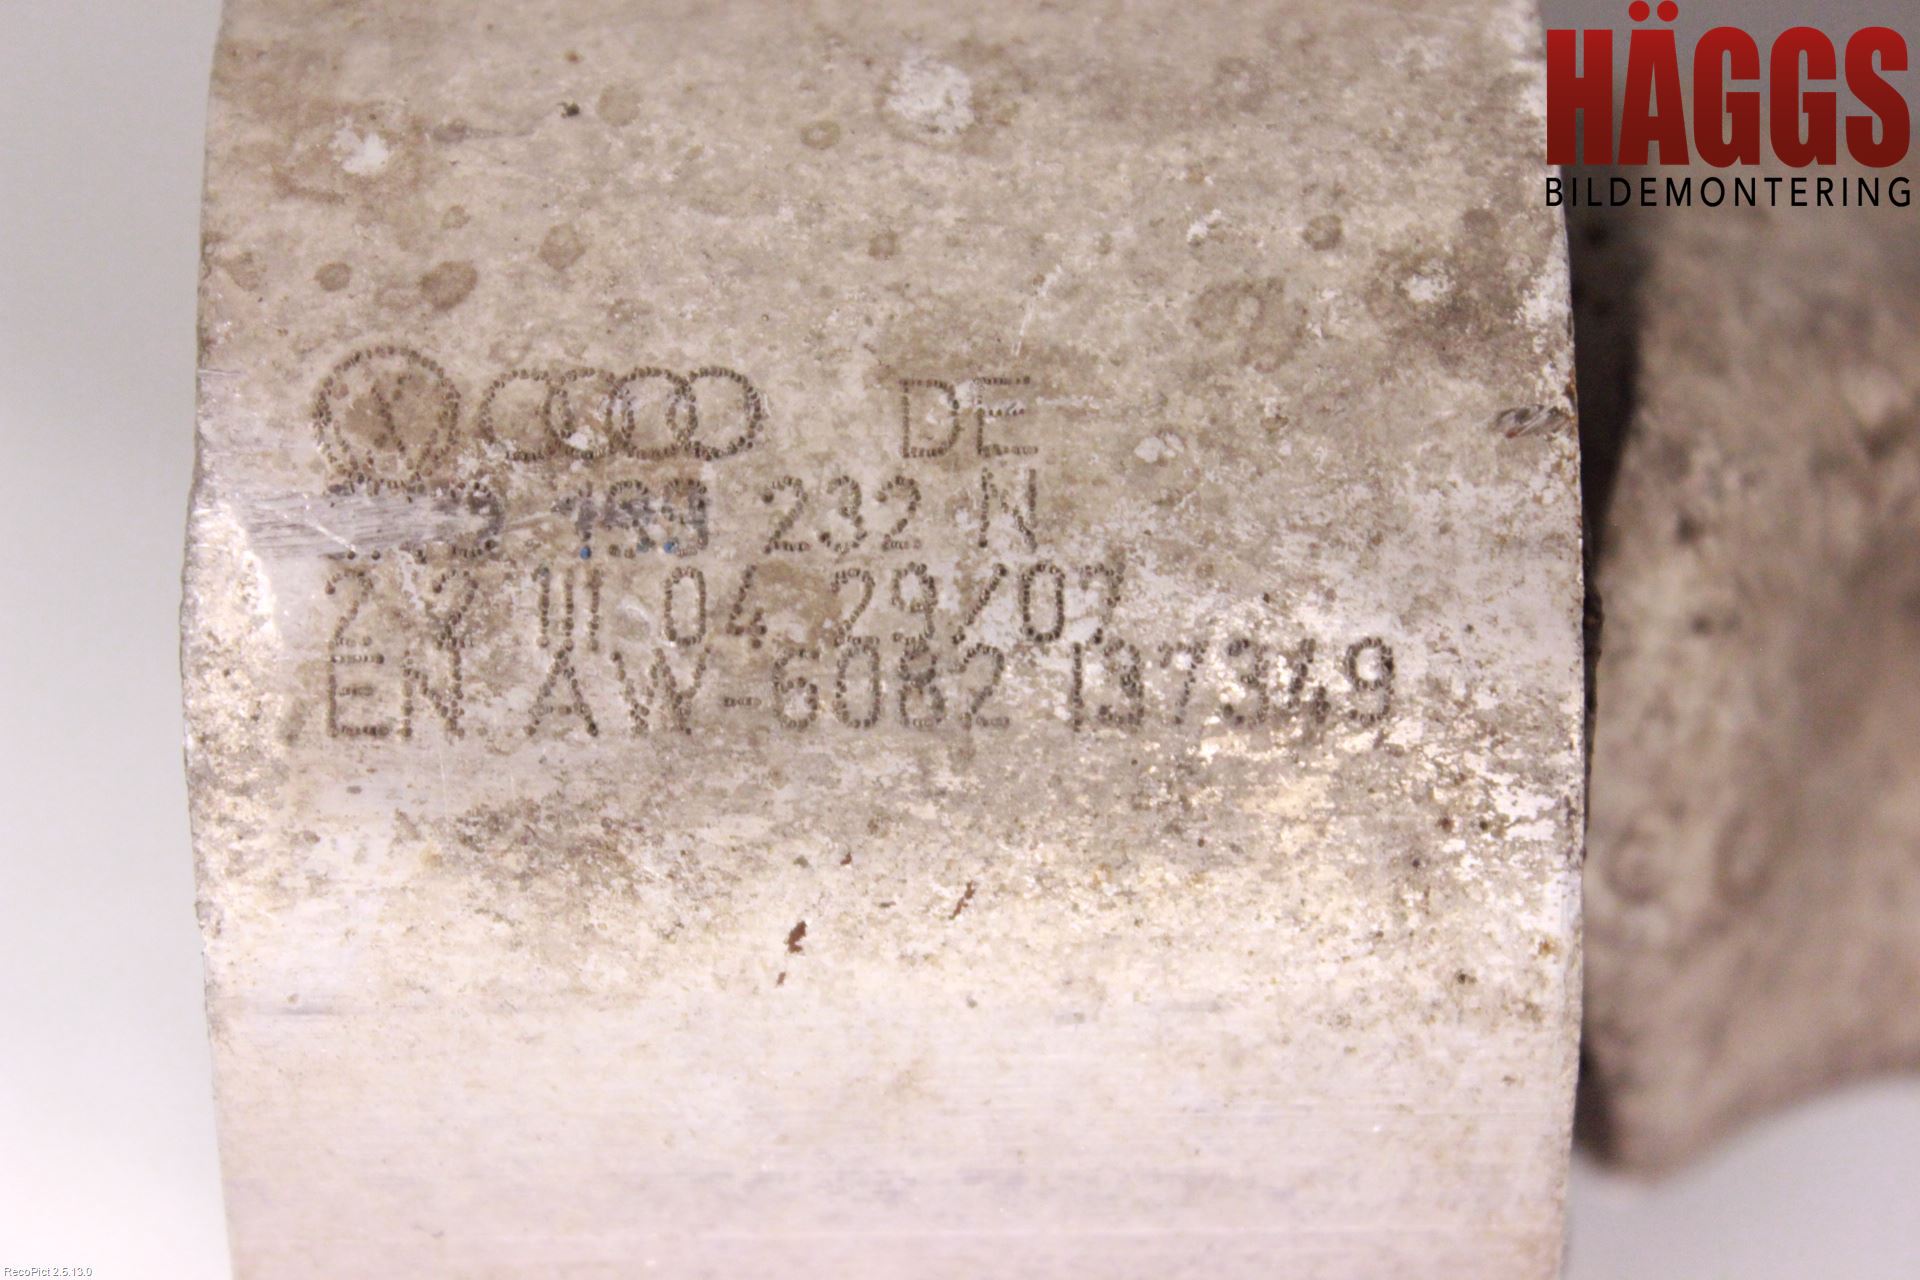 HÄGGS
BILDEMONTERING
DE
199 232 N
04 29/07
EN AW-6082 137349
RecoPict 2.5.13.0